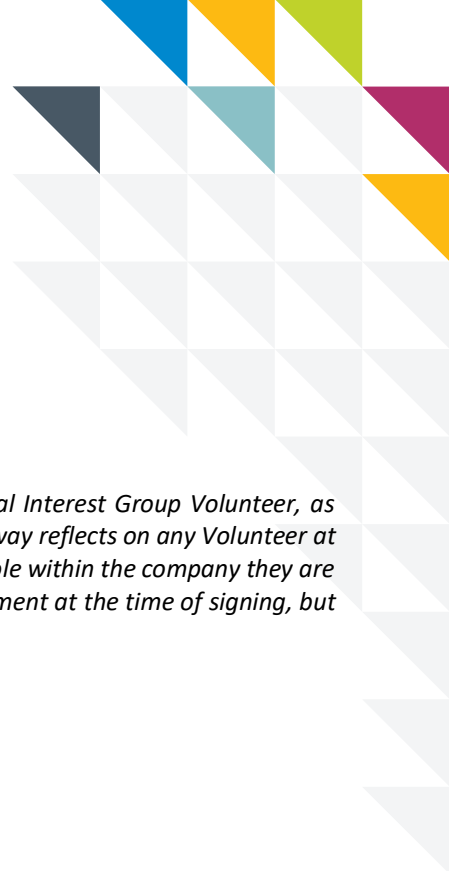 al Interest Group Volunteer, as
way reflects on any Volunteer at
ole within the company they are
ment at the time of signing, but